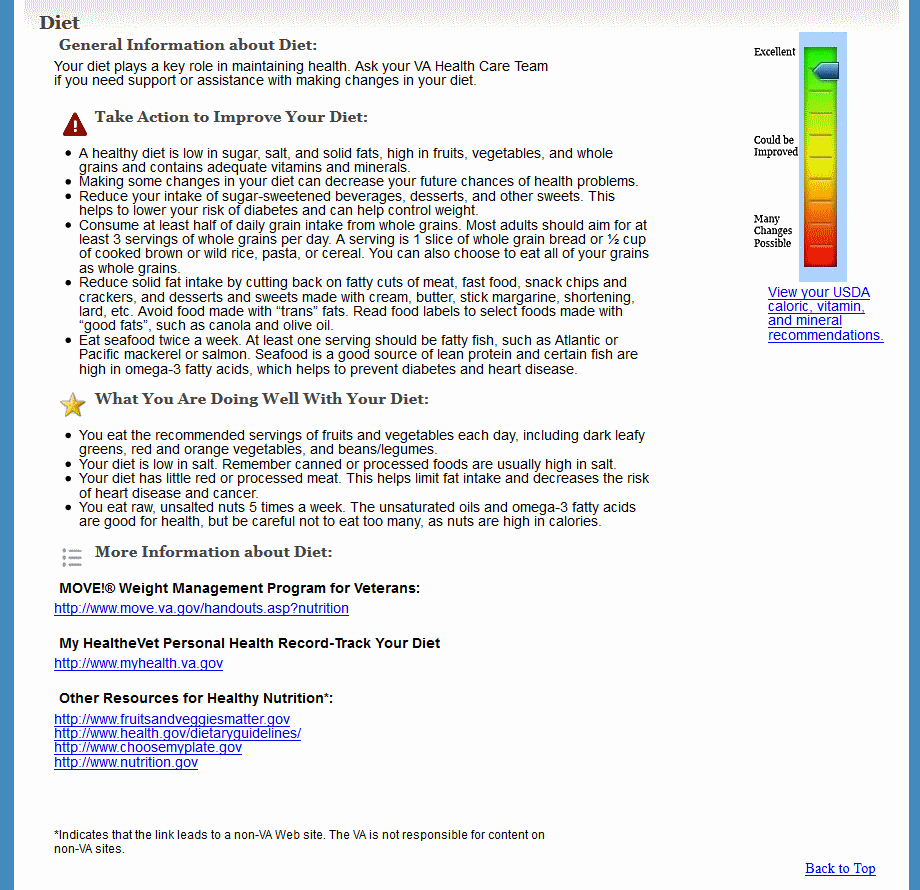 Diet
General Information about Diet:
Your diet plays a key role in maintaining health. Ask your VA Health Care Team
if you need support or assistance with making changes in your diet.
Excellent
Could be
Improved
Many
Changes
Possible
View your USDA
caloric, vitamin,
and mineral
recommendations.
Take Action to Improve Your Diet:
• A healthy diet is low in sugar, salt, and solid fats, high in fruits, vegetables, and whole
grains and contains adequate vitamins and minerals.
• Making some changes in your diet can decrease your future chances of health problems.
• Reduce your intake of sugar-sweetened beverages, desserts, and other sweets. This
helps to lower your risk of diabetes and can help control weight.
• Consume at least half of daily grain intake from whole grains. Most adults should aim for at
least 3 servings of whole grains per day. A serving is 1 slice of whole grain bread or ½ cup
of cooked brown or wild rice, pasta, or cereal. You can also choose to eat all of your grains
as whole grains.
• Reduce solid fat intake by cutting back on fatty cuts of meat, fast food, snack chips and
crackers, and desserts and sweets made with cream, butter, stick margarine, shortening,
lard, etc. Avoid food made with “trans” fats. Read food labels to select foods made with
“good fats”, such as canola and olive oil.
• Eat seafood twice a week. At least one serving should be fatty fish, such as Atlantic or
Pacific mackerel or salmon. Seafood is a good source of lean protein and certain fish are
high in omega-3 fatty acids, which helps to prevent diabetes and heart disease.
What You Are Doing Well With Your Diet:
• You eat the recommended servings of fruits and vegetables each day, including dark leafy
greens, red and orange vegetables, and beans/legumes.
• Your diet is low in salt. Remember canned or processed foods are usually high in salt.
• Your diet has little red or processed meat. This helps limit fat intake and decreases the risk
of heart disease and cancer.
• You eat raw, unsalted nuts 5 times a week. The unsaturated oils and omega-3 fatty acids
are good for health, but be careful not to eat too many, as nuts are high in calories.
More Information about Diet:
MOVE!® Weight Management Program for Veterans:
http://www.move.va.gov/handouts.asp?nutrition
My HealtheVet Personal Health Record-Track Your Diet
http://www.myhealth.va.gov
Other Resources for Healthy Nutrition*:
http://www.fruitsandveggiesmatter.gov
http://www.health.gov/dietaryguidelines/
http://www.choosemyplate.gov
http://www.nutrition.gov
*Indicates that the link leads to a non-VA Web site. The VA is not responsible for content on
non-VA sites.
Back to Top